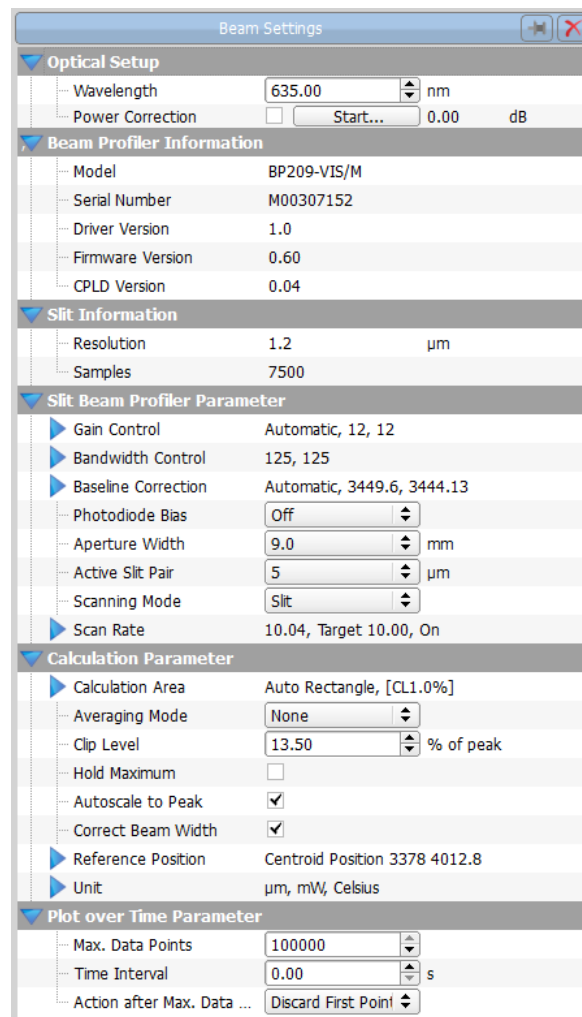 Beam Settings
Optical Setup
Wavelength 635.00 nm
Power Correction Start... 0.00 dB
Beam Profiler Information
Model BP209-VIS/M
Serial Number M00307152
Driver Version 1.0
Firmware Version 0.60
CPLD Version 0.04
Slit Information
Resolution 1.2 µm
Samples 7500
Slit Beam Profiler Parameter
Gain Control Automatic, 12, 12
Bandwidth Control 125, 125
Baseline Correction Automatic, 3449.6, 3444.13
Photodiode Bias Off
Aperture Width 9.0 mm
Active Slit Pair 5 µm
Scanning Mode Slit
Scan Rate 10.04, Target 10.00, On
Calculation Parameter
Calculation Area Auto Rectangle, [CL1.0%]
Averaging Mode None
Clip Level 13.50 % of peak
Hold Maximum
Autoscale to Peak
Correct Beam Width
Reference Position Centroid Position 3378 4012.8
Unit µm, mW, Celsius
Plot over Time Parameter
Max. Data Points 100000
Time Interval 0.00 s
Action after Max. Data ... Discard First Point